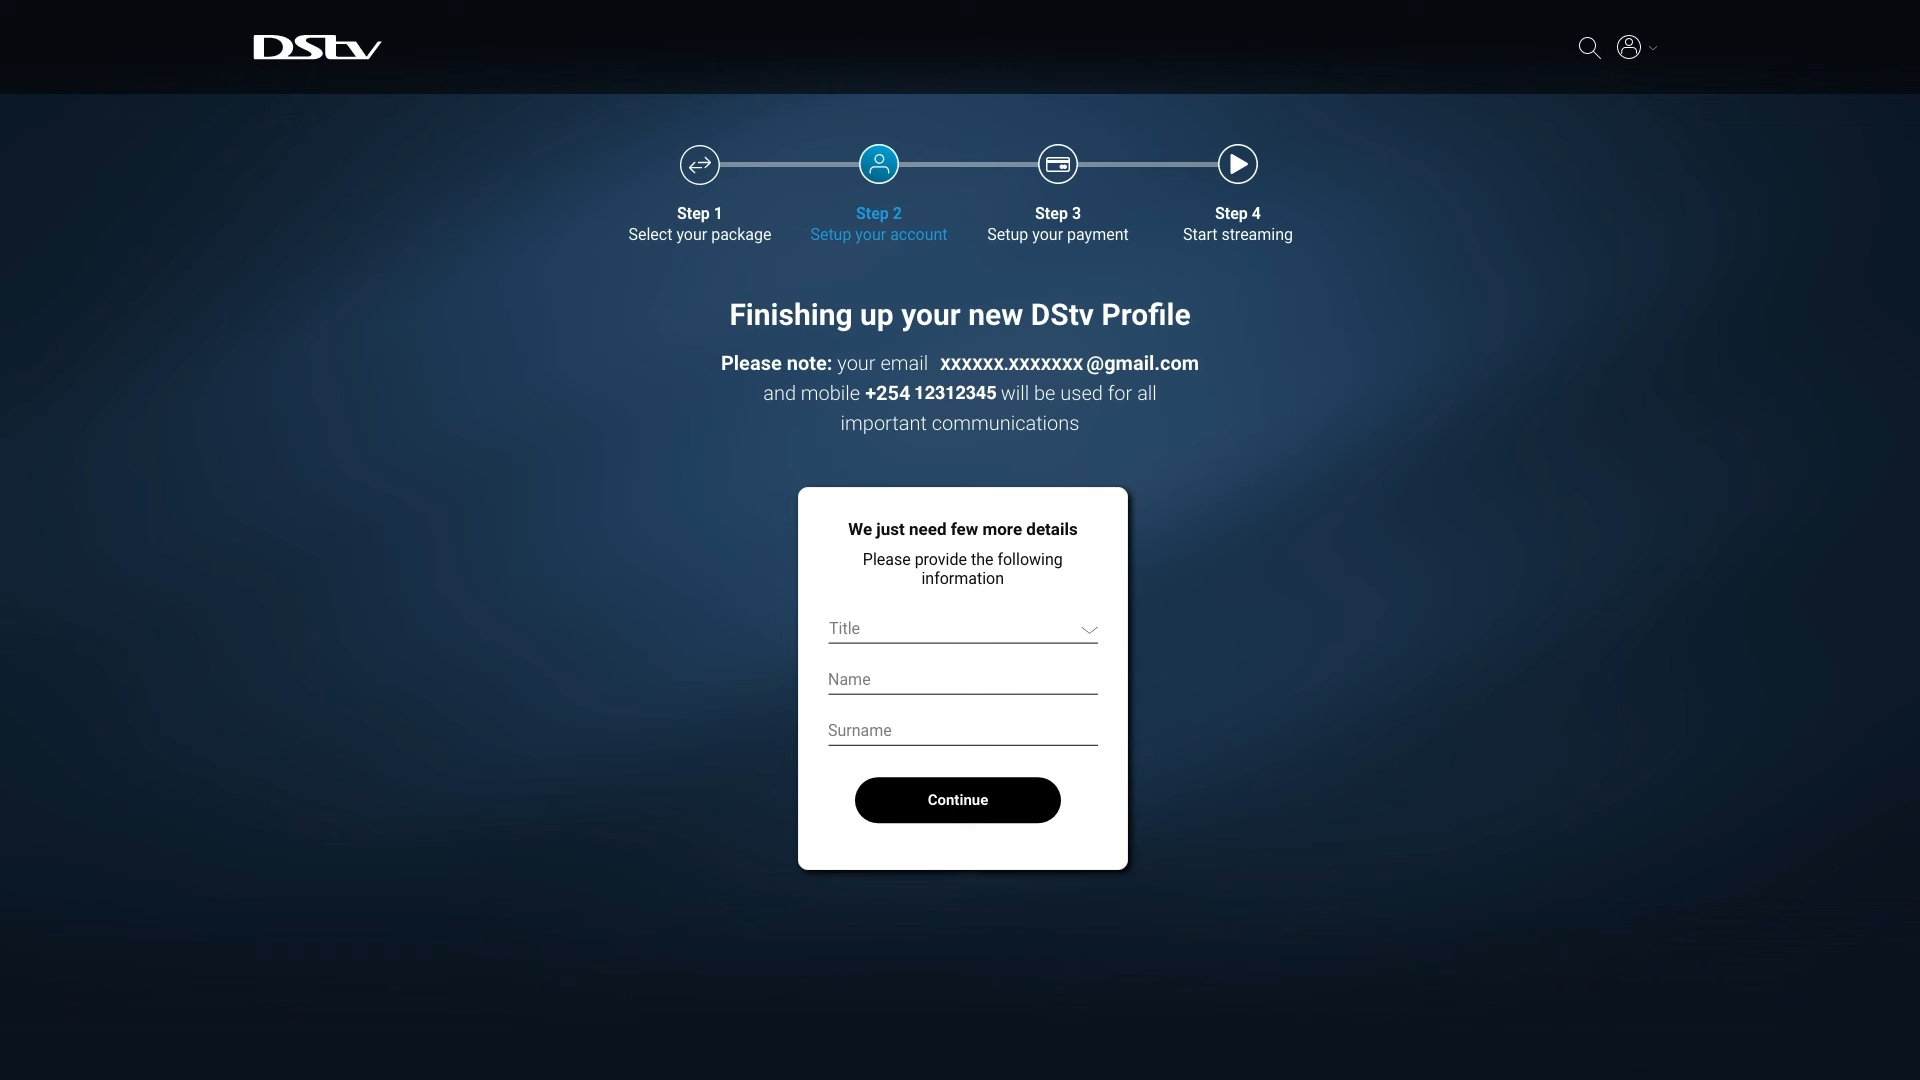 DStv
Step 1
Select your package
Step 2
Setup your account
Step 3
Setup your payment
Step 4
Start streaming
Finishing up your new DStv Profile
Please note: your email xxxxxx.xxxxxxx@gmail.com
and mobile +254 12312345 will be used for all
important communications
We just need few more details
Please provide the following
information
Title
Name
Surname
Continue